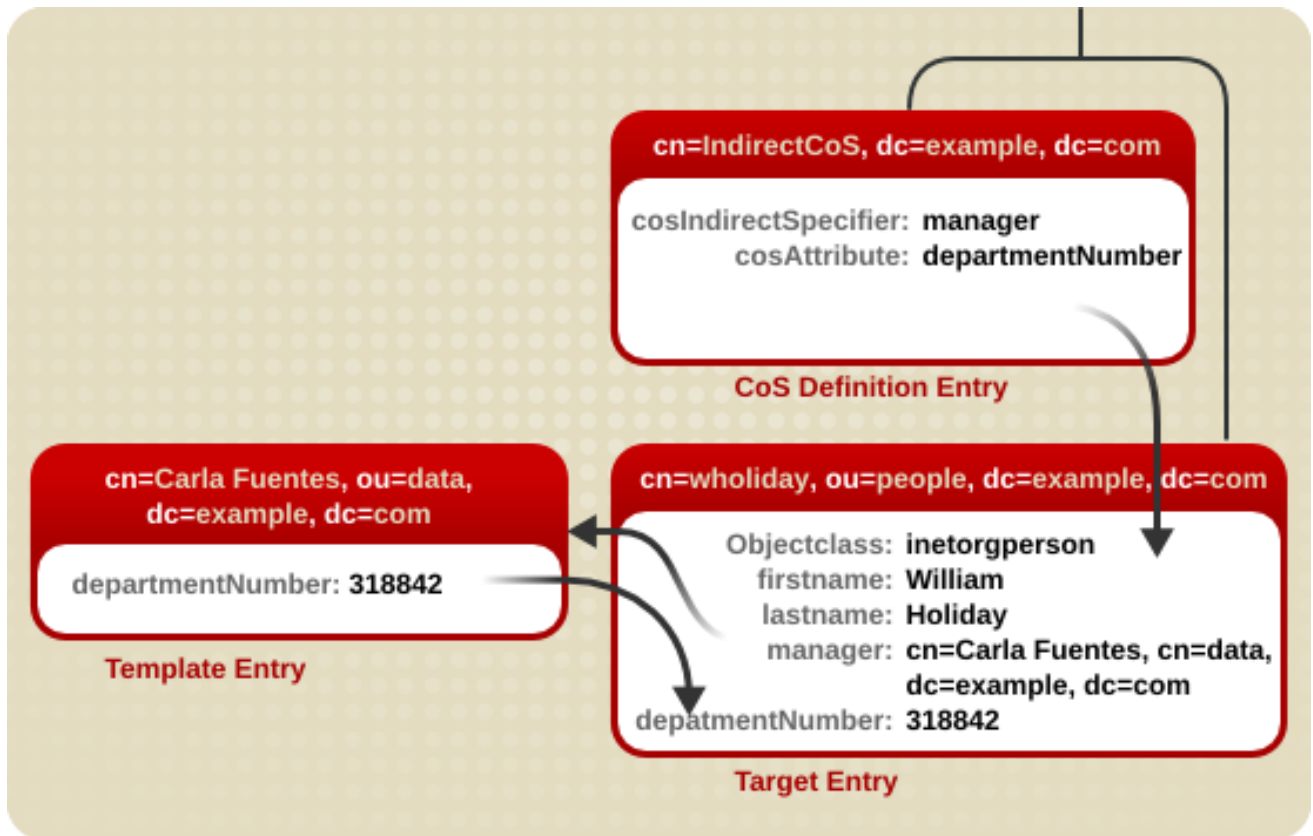 cn=IndirectCoS, dc=example, dc=com
cosIndirectSpecifier: manager
cosAttribute: departmentNumber
CoS Definition Entry
cn=Carla Fuentes, ou=data,
dc=example, dc=com
departmentNumber: 318842
Template Entry
cn=wholiday, ou=people, dc=example, dc=com
Objectclass: inetorgperson
firstname: William
lastname: Holiday
manager: cn=Carla Fuentes, cn=data,
dc=example, dc=com
depatmentNumber: 318842
Target Entry